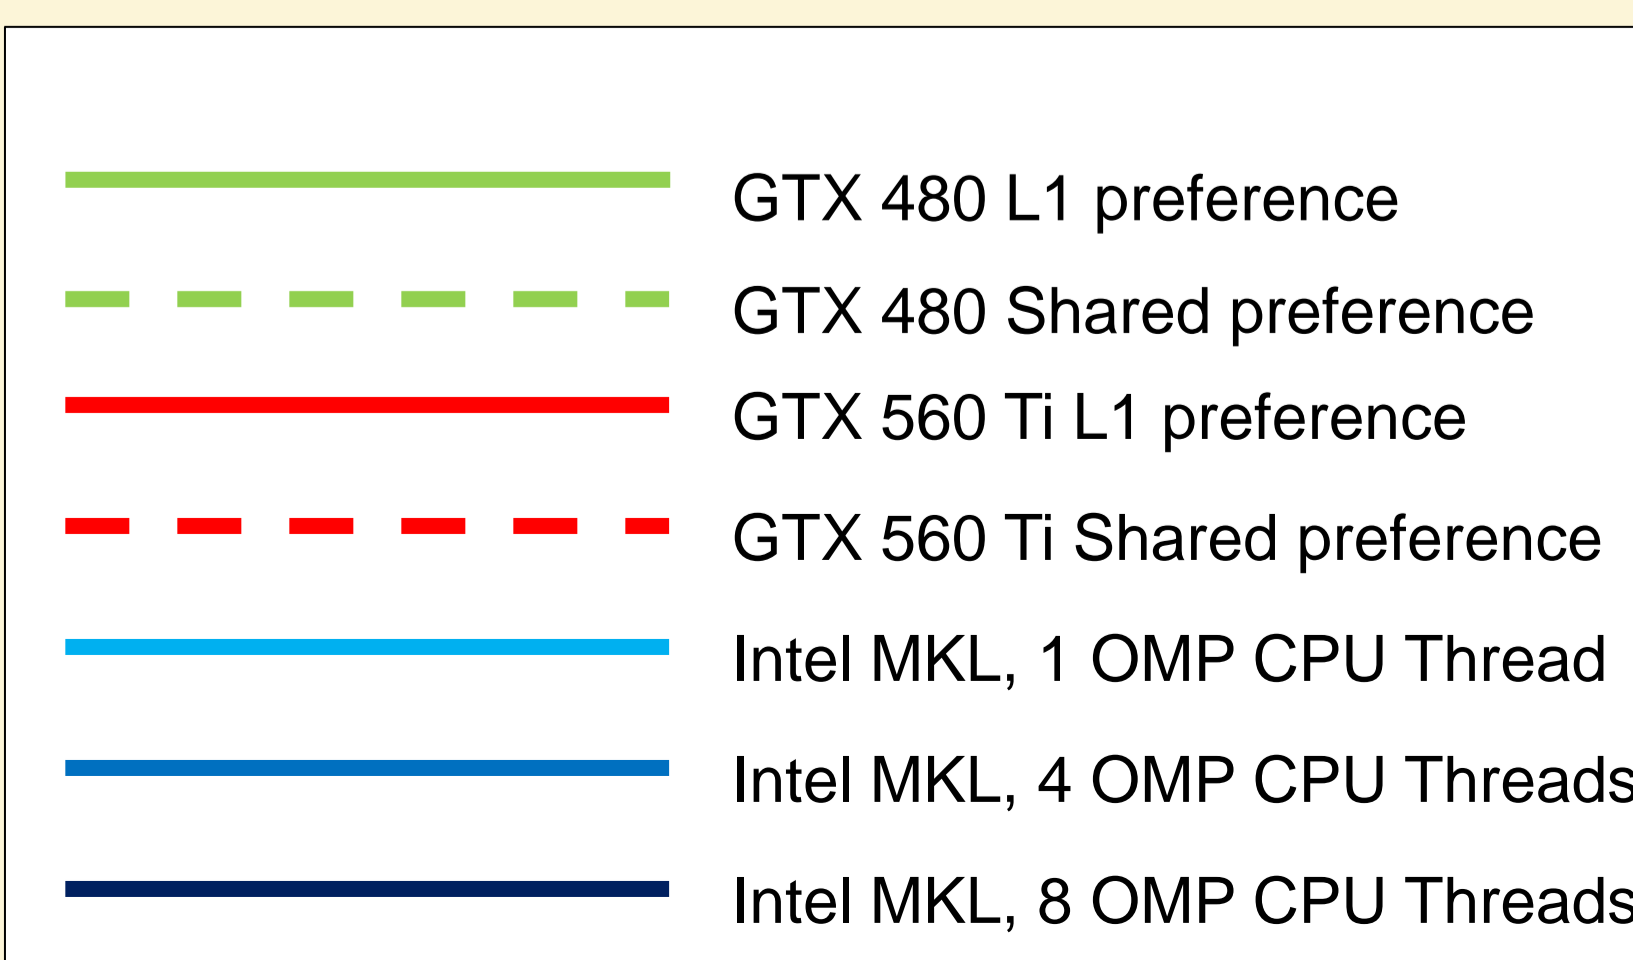 GTX 480 L1 preference
GTX 480 Shared preference
GTX 560 Ti L1 preference
GTX 560 Ti Shared preference
Intel MKL, 1 OMP CPU Thread
Intel MKL, 4 OMP CPU Threads
Intel MKL, 8 OMP CPU Threads